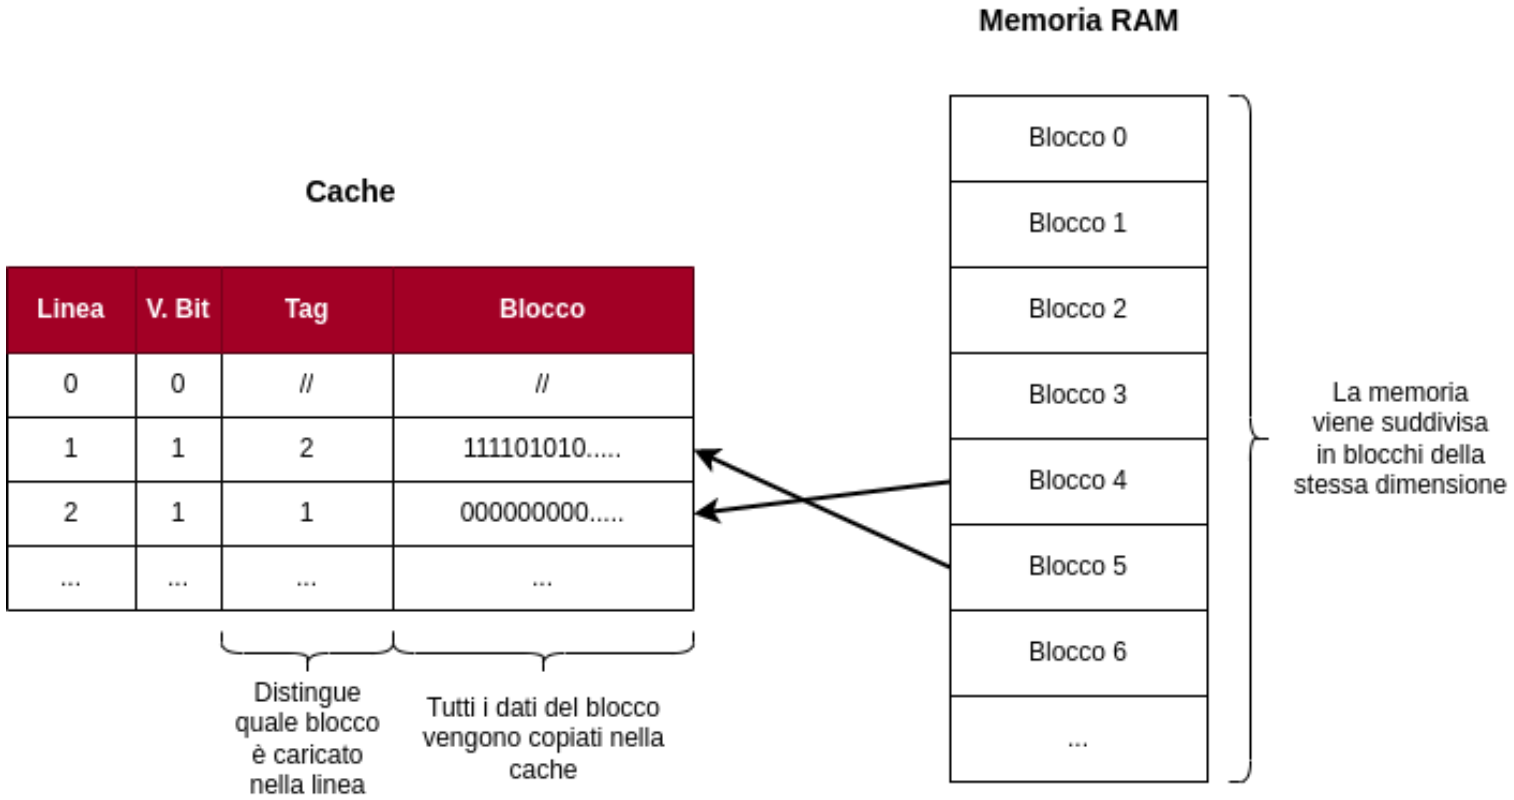 Memoria RAM
Cache
Linea V. Bit Tag Blocco
0 0 // //
1 1 2 111101010.....
2 1 1 000000000.....
... ... ... ...
Distingue
quale blocco
è caricato
nella linea
Tutti i dati del blocco
vengono copiati nella
cache
Blocco 0
Blocco 1
Blocco 2
Blocco 3
Blocco 4
Blocco 5
Blocco 6
...
La memoria
viene suddivisa
in blocchi della
stessa dimensione